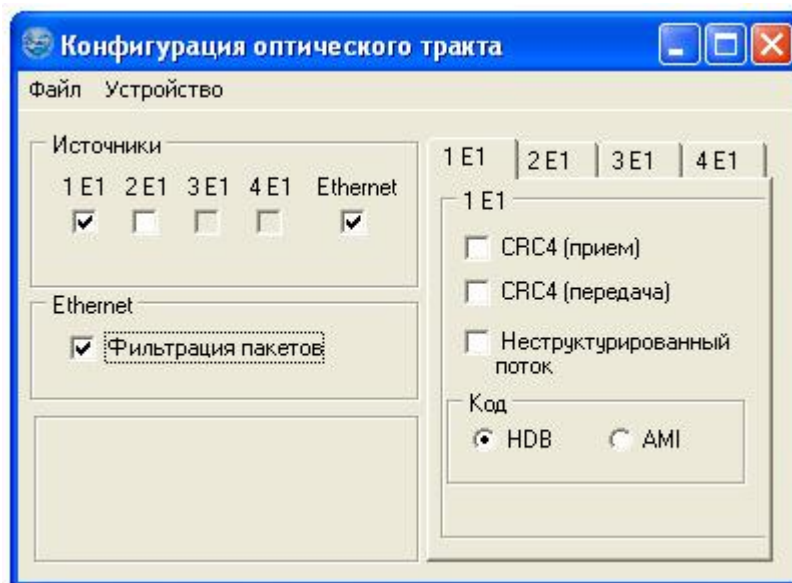 Конфигурация оптического тракта
Файл Устройство
Источники
1 E1 2 E1 3 E1 4 E1 Ethernet
Ethernet
Фильтрация пакетов
1 E1 2 E1 3 E1 4 E1
1 E1
CRC4 (прием)
CRC4 (передача)
Неструктурированный
поток
Код
HDB AMI